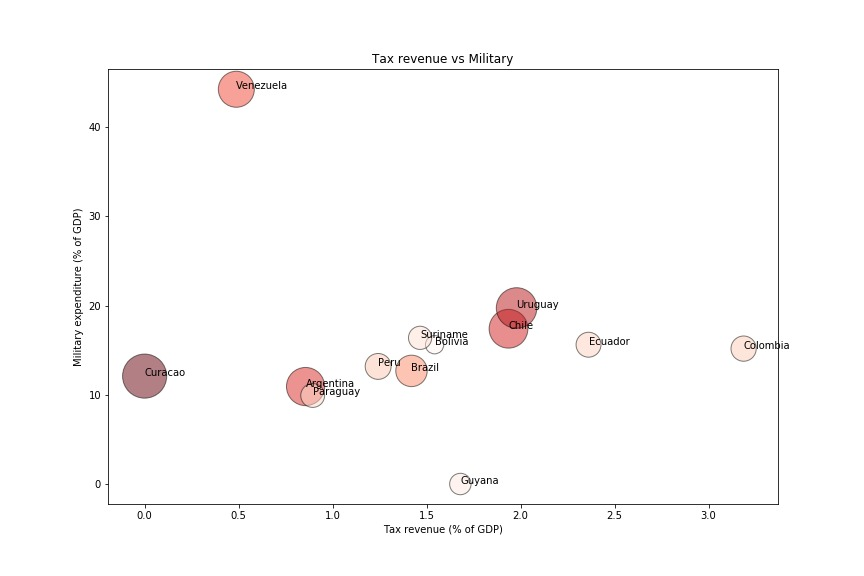 Tax revenue vs Military
Venezuela
40
30
Military expenditure (% of GDP)
20
Uruguay
Chile
Suriname
Bolivia
Ecuador
Colombia
Peru
Brazil
Curacao
Argentina
Paraguay
10
Guyana
0
0.0 0.5 1.0 1.5 2.0 2.5 3.0
Tax revenue (% of GDP)